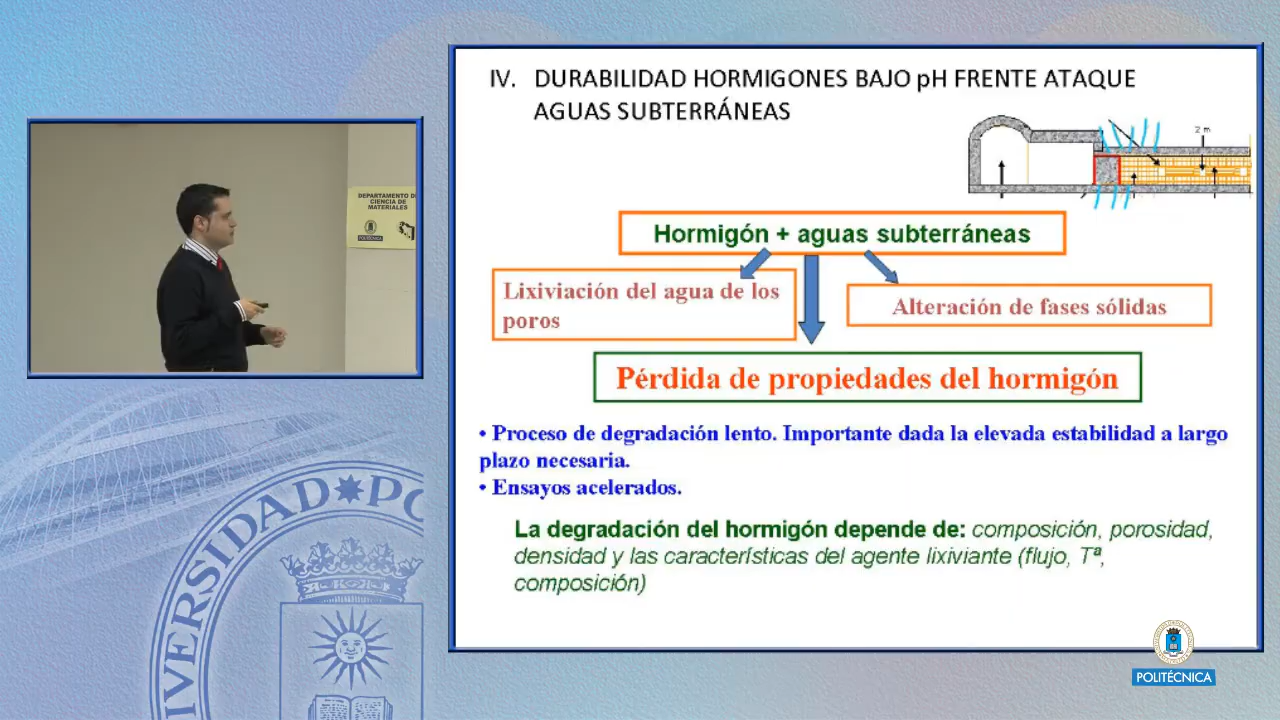 IV. DURABILIDAD HORMIGONES BAJO pH FRENTE ATAQUE
AGUAS SUBTERRÁNEAS
2 m
Hormigón + aguas subterráneas
Lixiviación del agua de los
poros
Alteración de fases sólidas
Pérdida de propiedades del hormigón
• Proceso de degradación lento. Importante dada la elevada estabilidad a largo
plazo necesaria.
• Ensayos acelerados.
La degradación del hormigón depende de: composición, porosidad,
densidad y las características del agente lixiviante (flujo, Tª,
composición)
DEPARTAMENTO DE
CIENCIA DE
MATERIALES
POLITÉCNICA
VERSIDAD PO
POLITÉCNICA